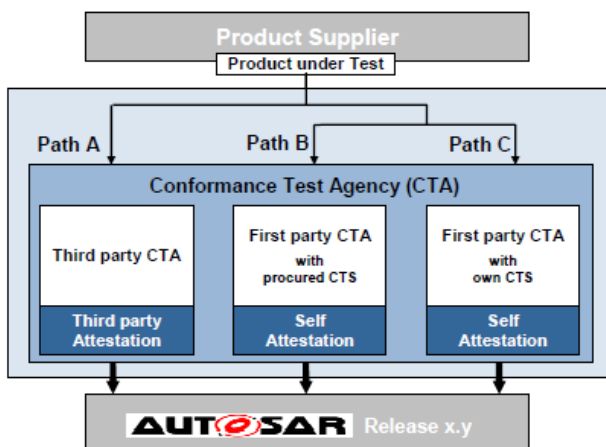 Product Supplier
Product under Test
Path A
Path B
Path C
Conformance Test Agency (CTA)
Third party CTA
Third party
Attestation
First party CTA
with
procured CTS
Self
Attestation
First party CTA
with
own CTS
Self
Attestation
AUTOSAR Release x.y